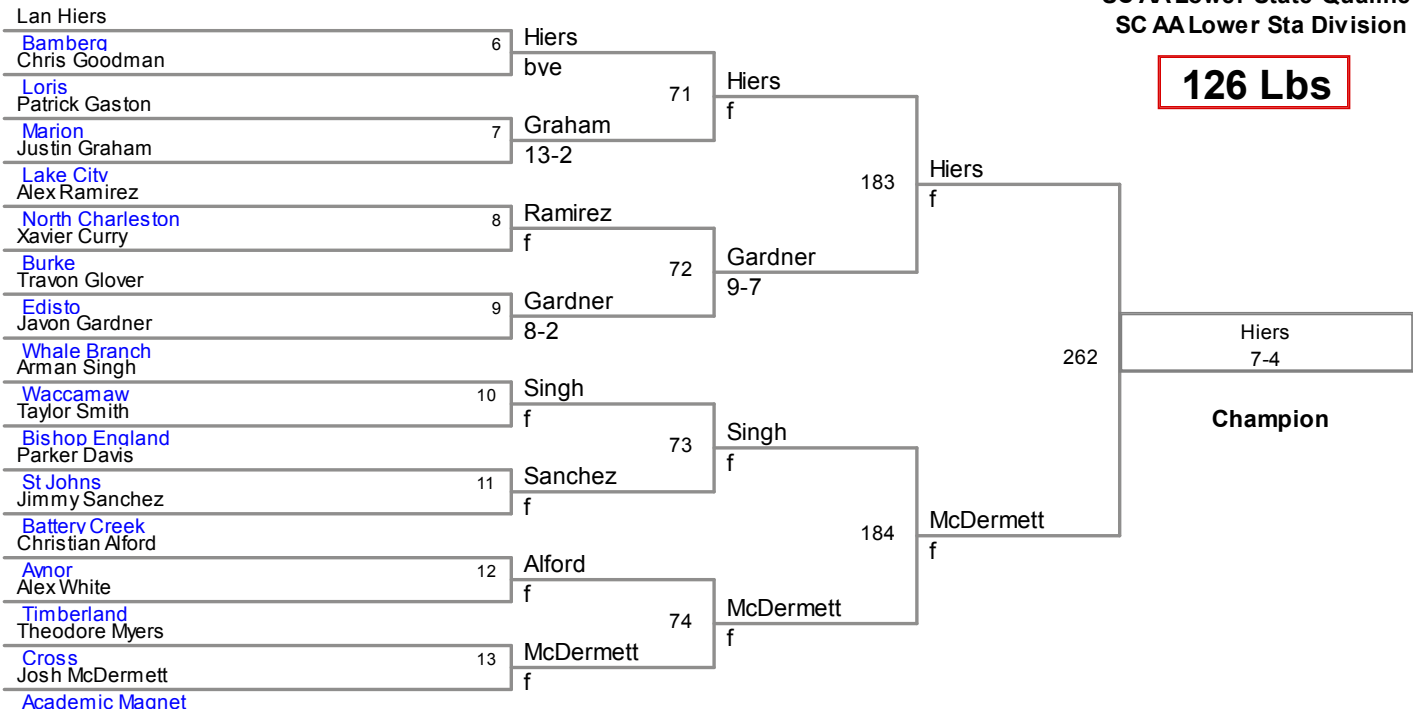 SC AA Lower State Qualifie
SC AA Lower Sta Division
126 Lbs
Lan Hiers
Bamberg
Chris Goodman
Loris
Patrick Gaston
Marion
Justin Graham
Lake City
Alex Ramirez
North Charleston
Xavier Curry
Burke
Travon Glover
Edisto
Javon Gardner
Whale Branch
Arman Singh
Waccamaw
Taylor Smith
Bishop England
Parker Davis
St Johns
Jimmy Sanchez
Battery Creek
Christian Alford
Aynor
Alex White
Timberland
Theodore Myers
Cross
Josh McDermett
Academic Magnet
6
7
8
9
10
11
12
13
Hiers
bye
Graham
13-2
Ramirez
f
Gardner
8-2
Singh
f
Sanchez
f
Alford
f
McDermett
f
71
72
73
74
Hiers
f
Gardner
9-7
Singh
f
McDermett
f
183
184
Hiers
f
McDermett
f
262
Hiers
7-4
Champion